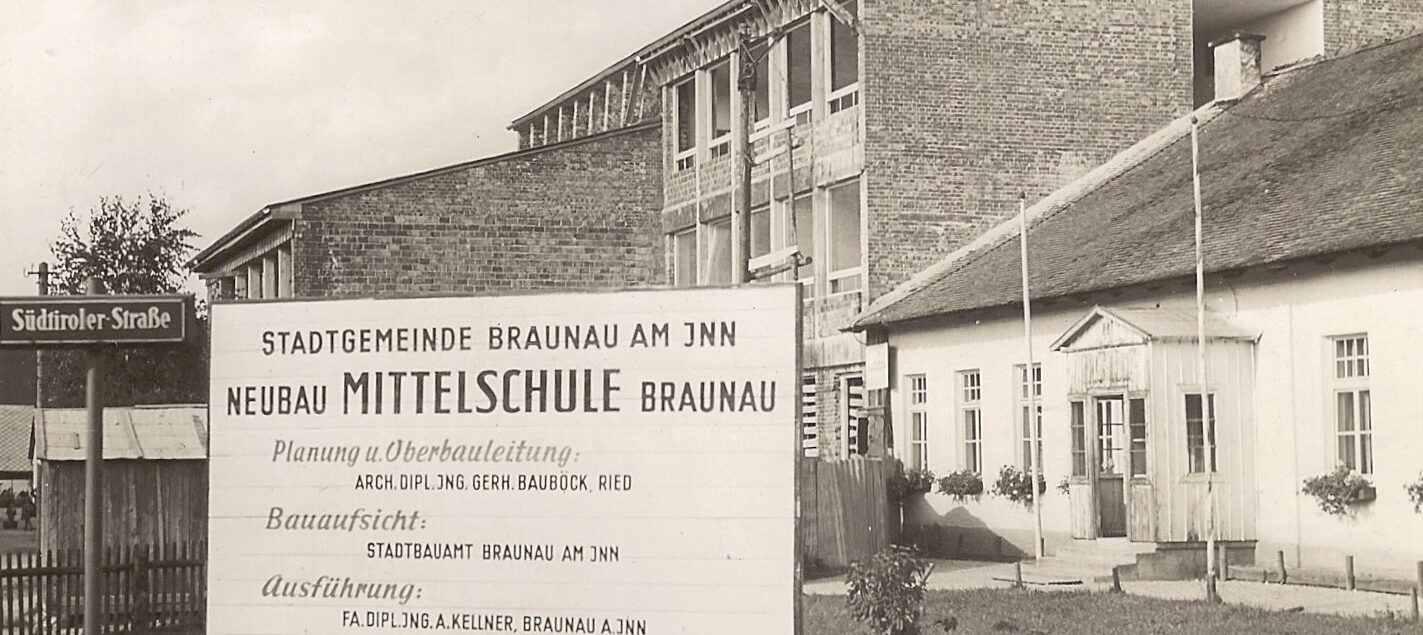 Südtiroler-Straße
STADTGEMEINDE BRAUNAU AM JNN
NEUBAU MITTELSCHULE BRAUNAU
Planung u. Oberbauleitung:
ARCH. DIPL. JNG. GERH. BAUBÖCK, RIED
Bauaufsicht:
STADTBAUAMT BRAUNAU AM JNN
Ausführung:
FA. DIPL. JNG. A. KELLNER, BRAUNAU A. JNN